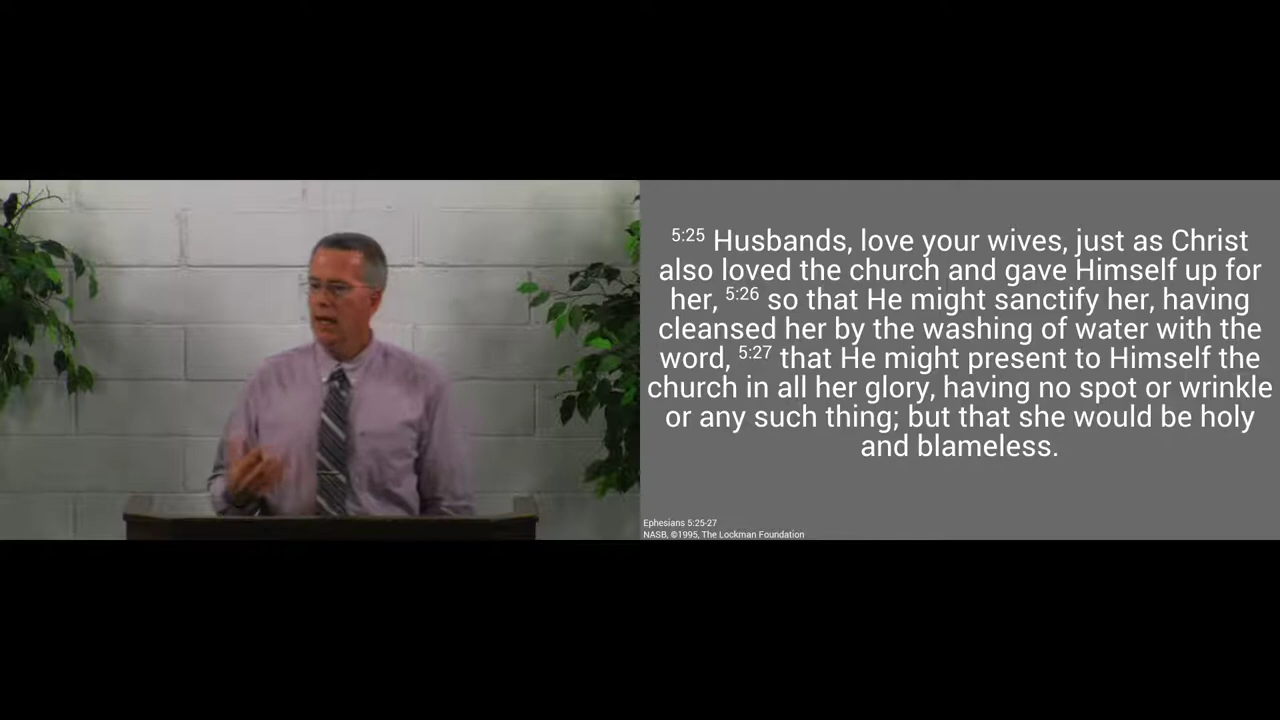 5:25 Husbands, love your wives, just as Christ
also loved the church and gave Himself up for
her, 5:26 so that He might sanctify her, having
cleansed her by the washing of water with the
word, 5:27 that He might present to Himself the
church in all her glory, having no spot or wrinkle
or any such thing; but that she would be holy
and blameless.
Ephesians 5:25-27
NASB, ©1995, The Lockman Foundation